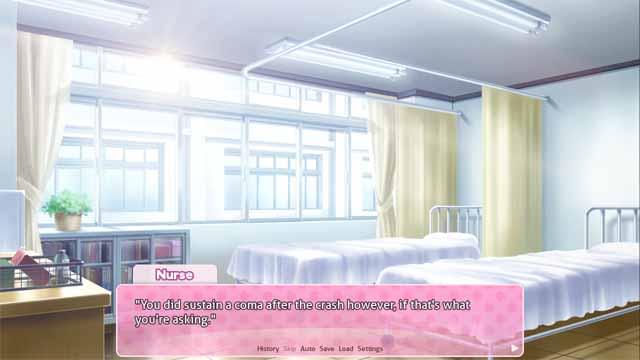 Nurse
"You did sustain a coma after the crash however, if that's what
you're asking."
History Skip Auto Save Load Settings